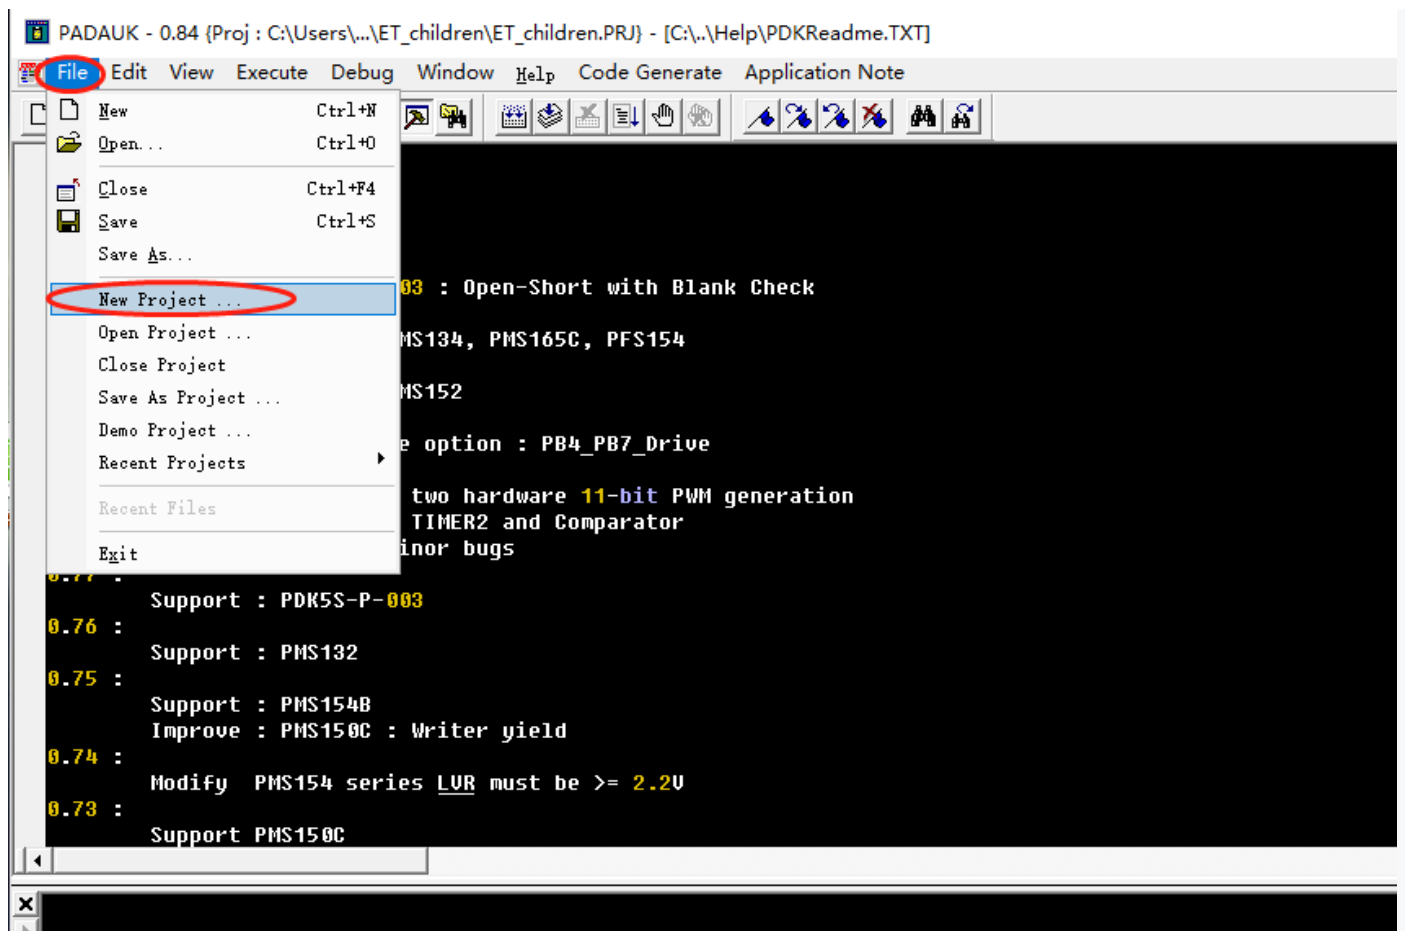 PADAUK - 0.84 {Proj : C:\Users\...\ET_children\ET_children.PRJ} - [C:\..\Help\PDKReadme.TXT]
File Edit View Execute Debug Window Help Code Generate Application Note
New Ctrl+N
Open... Ctrl+O
Close Ctrl+F4
Save Ctrl+S
Save As...
New Project ...
03 : Open-Short with Blank Check
Open Project ...
MS134, PMS165C, PFS154
Close Project
Save As Project ...
MS152
Demo Project ...
e option : PB4_PB7_Drive
Recent Projects
Recent Files
two hardware 11-bit PWM generation
TIMER2 and Comparator
Exit
inor bugs
0.77 :
Support : PDK5S-P-003
0.76 :
Support : PMS132
0.75 :
Support : PMS154B
Improve : PMS150C : Writer yield
0.74 :
Modify PMS154 series LVR must be >= 2.2V
0.73 :
Support PMS150C